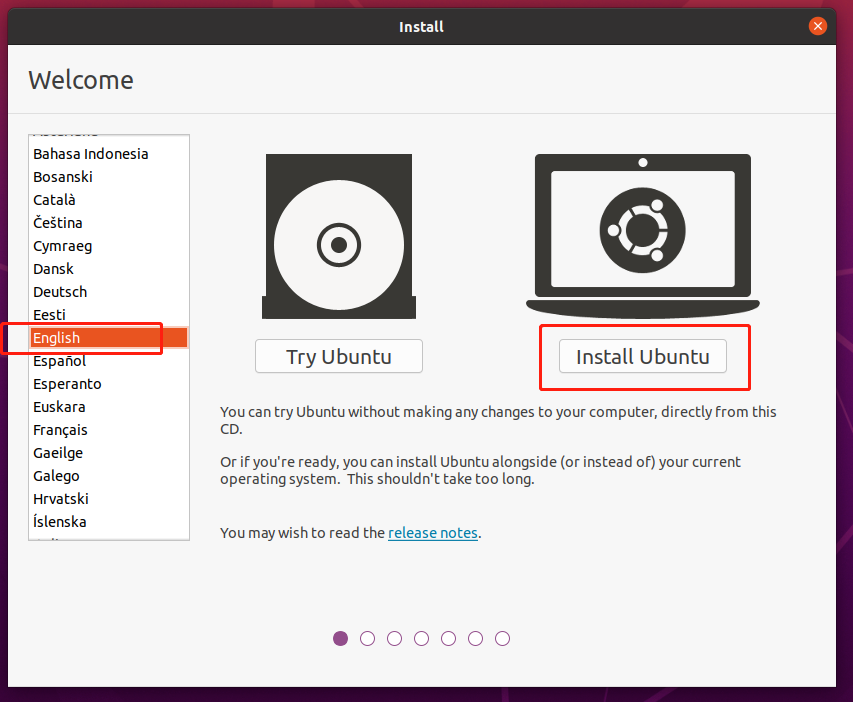 Install
Welcome
Bahasa Indonesia
Bosanski
Català
Čeština
Cymraeg
Dansk
Deutsch
Eesti
English
Español
Esperanto
Euskara
Français
Gaeilge
Galego
Hrvatski
Íslenska
Try Ubuntu
Install Ubuntu
You can try Ubuntu without making any changes to your computer, directly from this
CD.
Or if you're ready, you can install Ubuntu alongside (or instead of) your current
operating system. This shouldn't take too long.
You may wish to read the release notes.